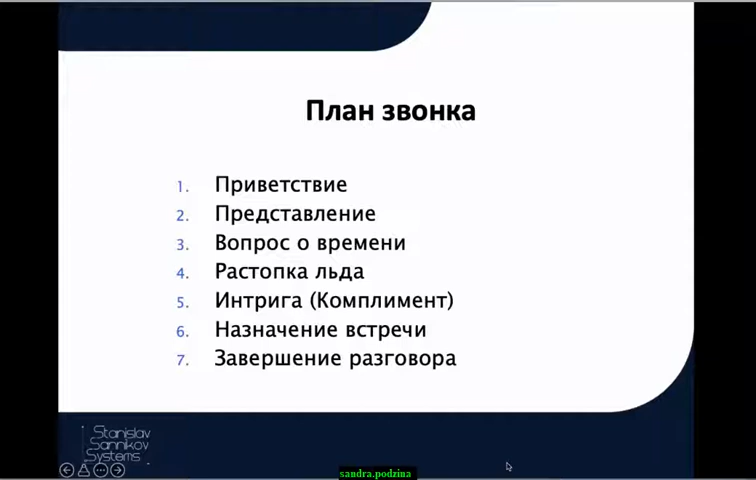 План звонка
1. Приветствие
2. Представление
3. Вопрос о времени
4. Растопка льда
5. Интрига (Комплимент)
6. Назначение встречи
7. Завершение разговора
Stanislav
Sannikov
Systems
sandra.podzina